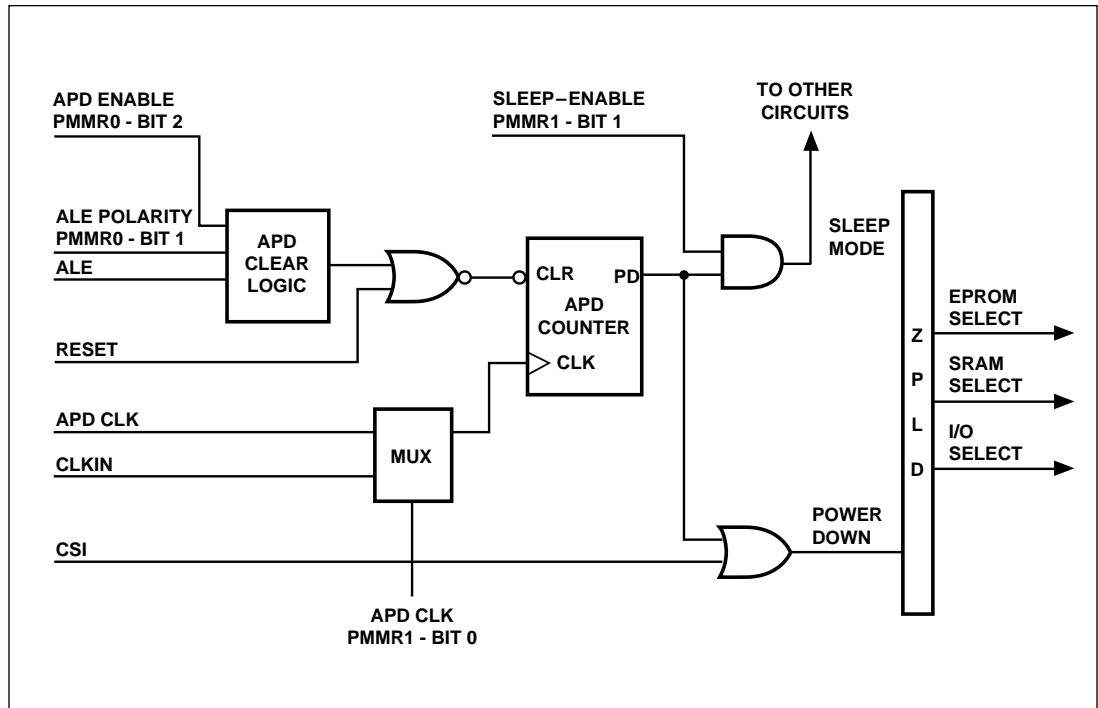 APD ENABLE
PMMR0 - BIT 2
ALE POLARITY
PMMR0 - BIT 1
ALE
RESET
APD CLK
CLKIN
CSI
APD
CLEAR
LOGIC
MUX
APD CLK
PMMR1 - BIT 0
SLEEP–ENABLE
PMMR1 - BIT 1
CLR
PD
APD
COUNTER
CLK
TO OTHER
CIRCUITS
SLEEP
MODE
POWER
DOWN
Z
P
L
D
EPROM
SELECT
SRAM
SELECT
I/O
SELECT